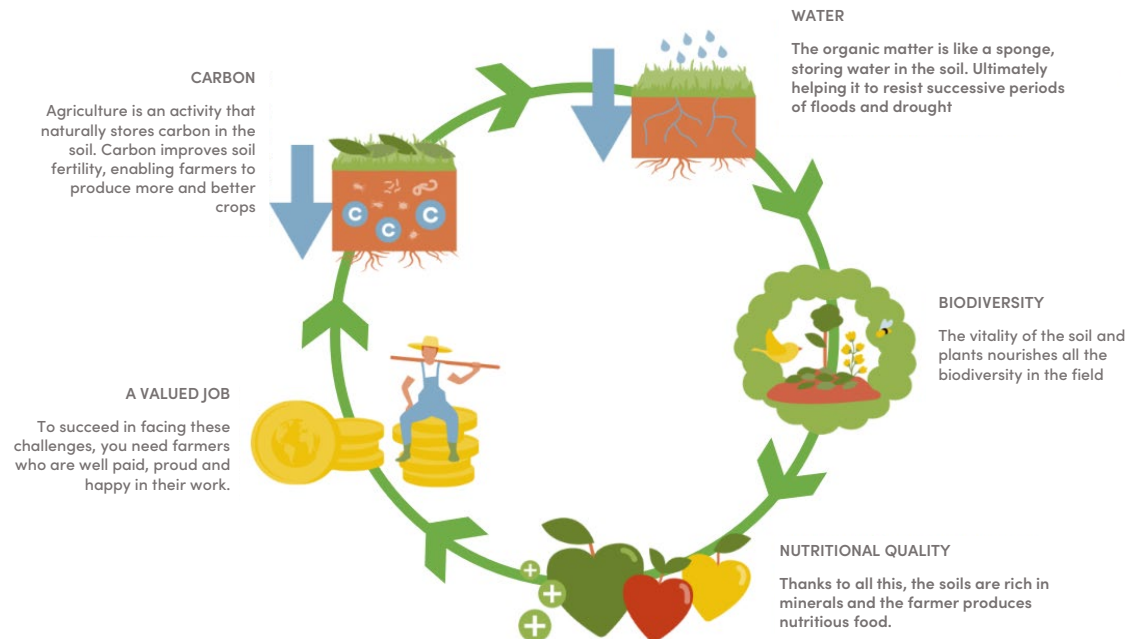 WATER
The organic matter is like a sponge,
storing water in the soil. Ultimately
helping it to resist successive periods
of floods and drought
CARBON
Agriculture is an activity that
naturally stores carbon in the
soil. Carbon improves soil
fertility, enabling farmers to
produce more and better
crops
C
C
C
BIODIVERSITY
The vitality of the soil and
plants nourishes all the
biodiversity in the field
A VALUED JOB
To succeed in facing these
challenges, you need farmers
who are well paid, proud and
happy in their work.
NUTRITIONAL QUALITY
Thanks to all this, the soils are rich in
minerals and the farmer produces
nutritious food.